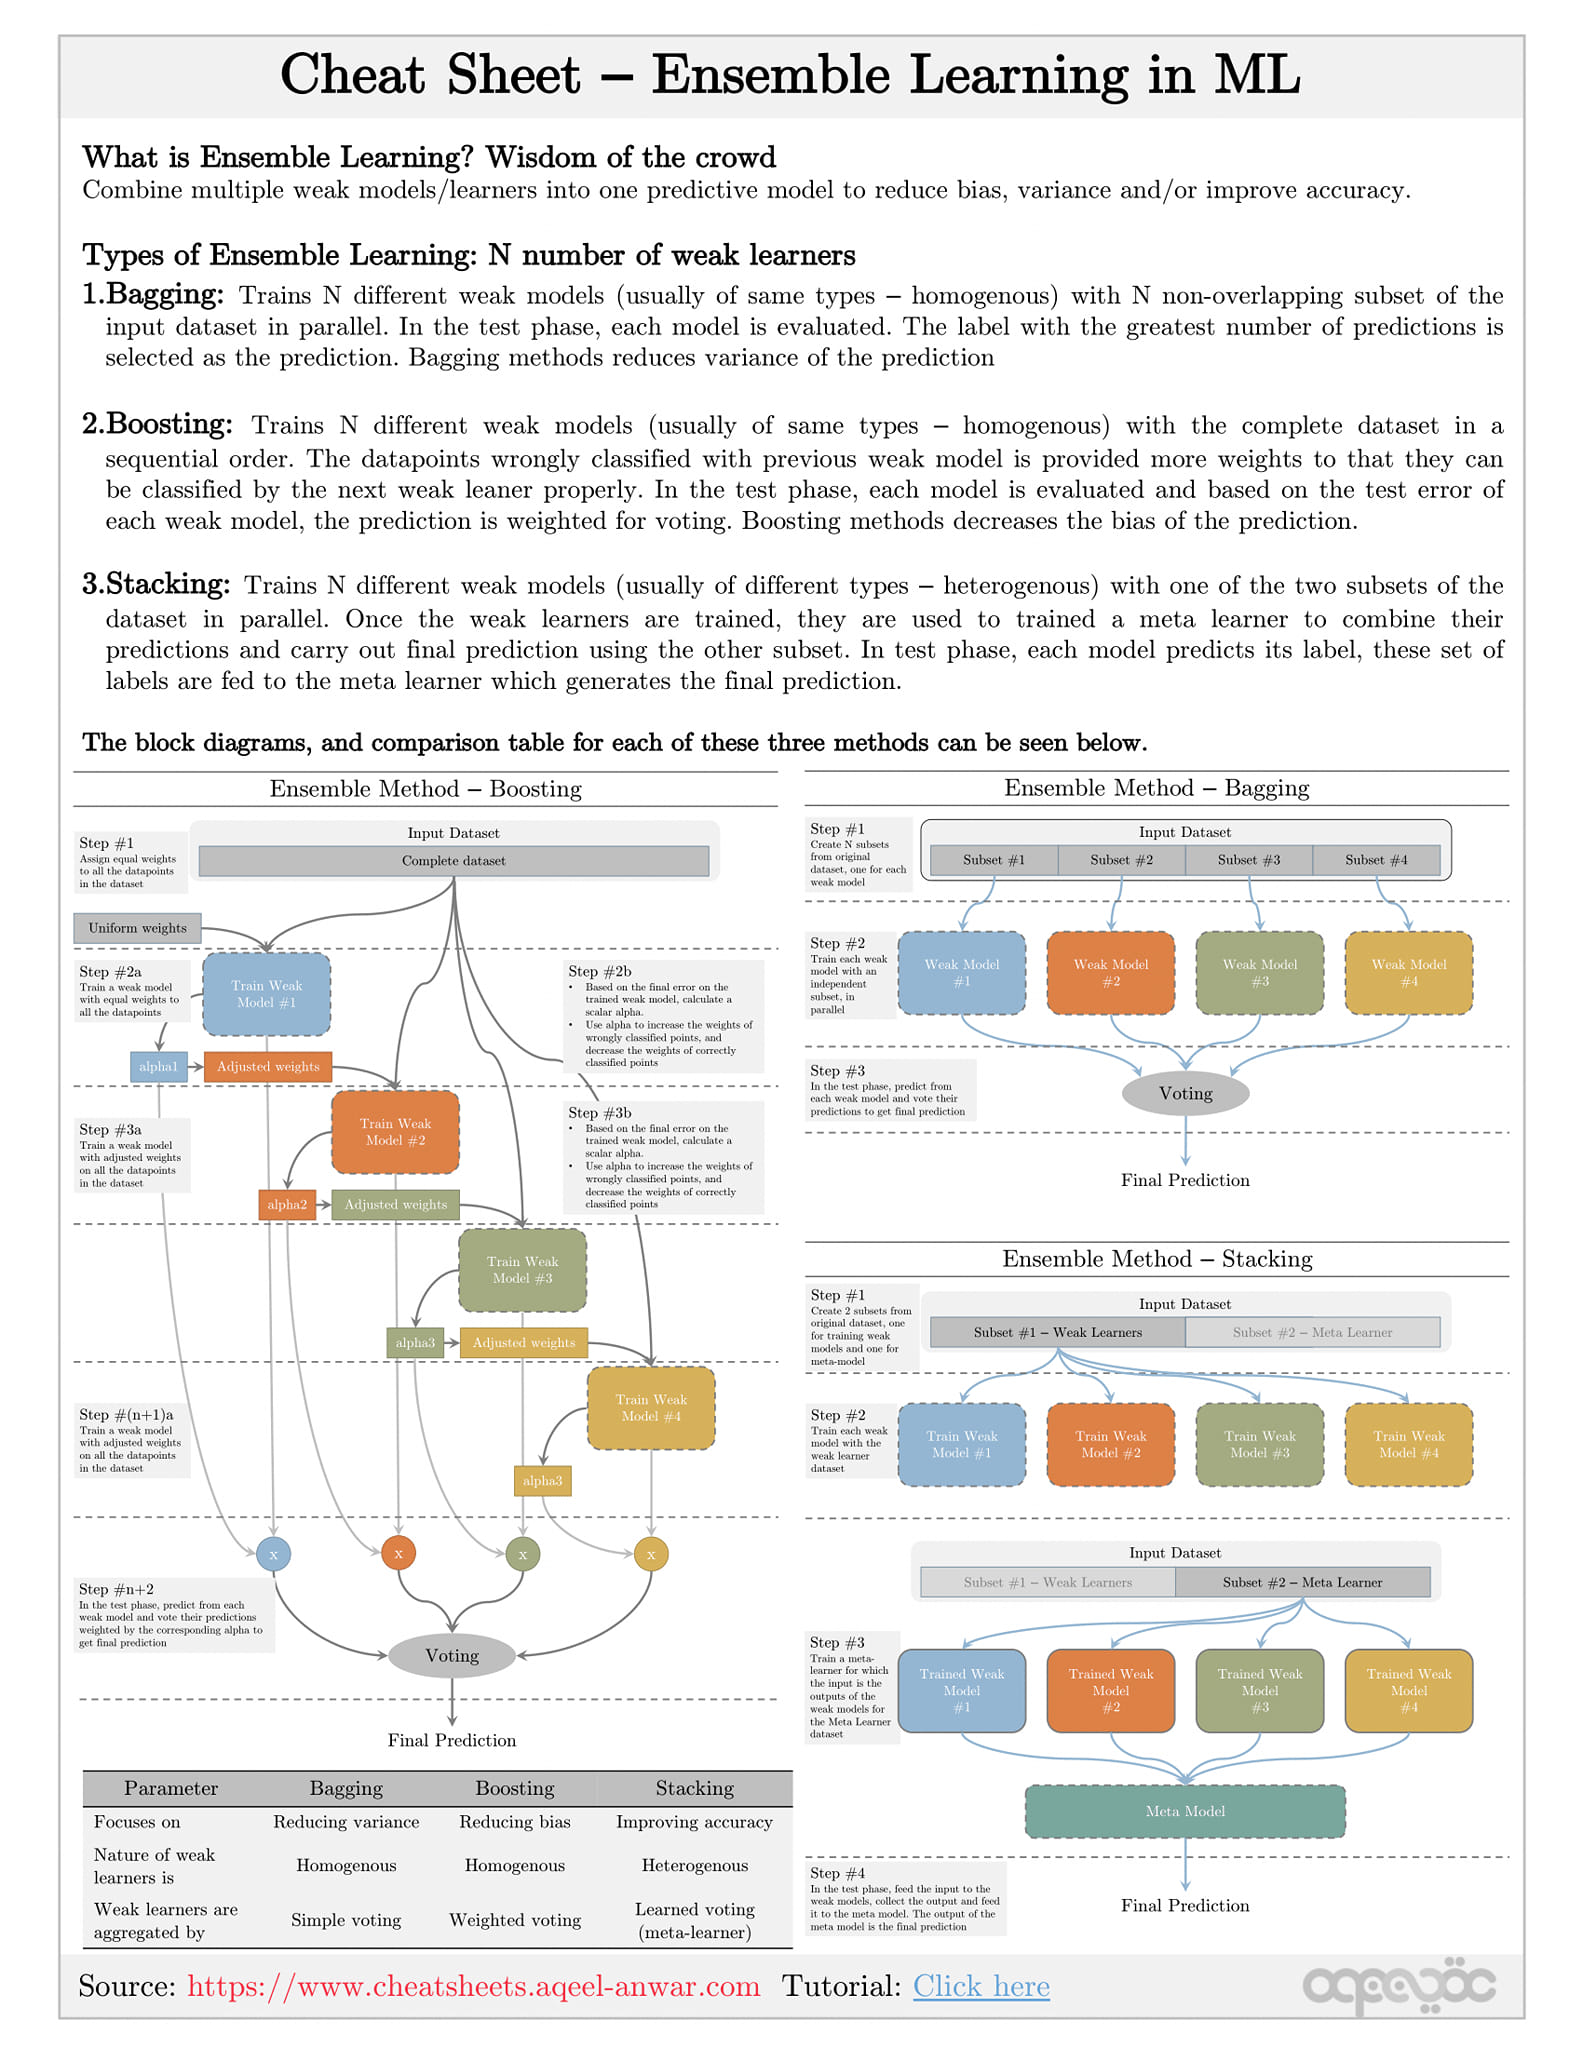 Cheat Sheet – Ensemble Learning in ML
What is Ensemble Learning? Wisdom of the crowd
Combine multiple weak models/learners into one predictive model to reduce bias, variance and/or improve accuracy.
Types of Ensemble Learning: N number of weak learners
1.Bagging: Trains N different weak models (usually of same types – homogenous) with N non-overlapping subset of the
input dataset in parallel. In the test phase, each model is evaluated. The label with the greatest number of predictions is
selected as the prediction. Bagging methods reduces variance of the prediction
2.Boosting: Trains N different weak models (usually of same types – homogenous) with the complete dataset in a
sequential order. The datapoints wrongly classified with previous weak model is provided more weights to that they can
be classified by the next weak leaner properly. In the test phase, each model is evaluated and based on the test error of
each weak model, the prediction is weighted for voting. Boosting methods decreases the bias of the prediction.
3.Stacking: Trains N different weak models (usually of different types – heterogenous) with one of the two subsets of the
dataset in parallel. Once the weak learners are trained, they are used to trained a meta learner to combine their
predictions and carry out final prediction using the other subset. In test phase, each model predicts its label, these set of
labels are fed to the meta learner which generates the final prediction.
The block diagrams, and comparison table for each of these three methods can be seen below.
Ensemble Method – Boosting
Step #1
Assign equal weights
to all the datapoints
in the dataset
Input Dataset
Complete dataset
Uniform weights
Step #2a
Train a weak model
with equal weights to
all the datapoints
Train Weak
Model #1
Step #2b
• Based on the final error on the
trained weak model, calculate a
scalar alpha.
• Use alpha to increase the weights of
wrongly classified points, and
decrease the weights of correctly
classified points
alpha1
Adjusted weights
Step #3a
Train a weak model
with adjusted weights
on all the datapoints
in the dataset
Train Weak
Model #2
Step #3b
• Based on the final error on the
trained weak model, calculate a
scalar alpha.
• Use alpha to increase the weights of
wrongly classified points, and
decrease the weights of correctly
classified points
alpha2
Adjusted weights
Train Weak
Model #3
alpha3
Adjusted weights
Step #(n+1)a
Train a weak model
with adjusted weights
on all the datapoints
in the dataset
Train Weak
Model #4
alpha3
x
x
x
x
Step #n+2
In the test phase, predict from each
weak model and vote their predictions
weighted by the corresponding alpha to
get final prediction
Voting
Final Prediction
Parameter Bagging Boosting Stacking
Focuses on Reducing variance Reducing bias Improving accuracy
Nature of weak
learners is
Homogenous Homogenous Heterogenous
Weak learners are
aggregated by
Simple voting Weighted voting
Learned voting
(meta-learner)
Ensemble Method – Bagging
Step #1
Create N subsets
from original
dataset, one for each
weak model
Input Dataset
Subset #1 Subset #2 Subset #3 Subset #4
Step #2
Train each weak
model with an
independent
subset, in
parallel
Weak Model
#1
Weak Model
#2
Weak Model
#3
Weak Model
#4
Step #3
In the test phase, predict from
each weak model and vote their
predictions to get final prediction
Voting
Final Prediction
Ensemble Method – Stacking
Step #1
Create 2 subsets from
original dataset, one
for training weak
models and one for
meta-model
Input Dataset
Subset #1 – Weak Learners Subset #2 – Meta Learner
Step #2
Train each weak
model with the
weak learner
dataset
Train Weak
Model #1
Train Weak
Model #2
Train Weak
Model #3
Train Weak
Model #4
Input Dataset
Subset #1 – Weak Learners Subset #2 – Meta Learner
Step #3
Train a meta-
learner for which
the input is the
outputs of the
weak models for
the Meta Learner
dataset
Trained Weak
Model
#1
Trained Weak
Model
#2
Trained Weak
Model
#3
Trained Weak
Model
#4
Meta Model
Step #4
In the test phase, feed the input to the
weak models, collect the output and feed
it to the meta model. The output of the
meta model is the final prediction
Final Prediction
Source: https://www.cheatsheets.aqeel-anwar.com Tutorial: Click here